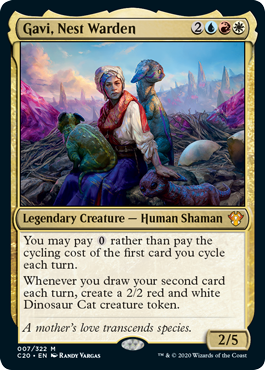 Gavi, Nest Warden 2
Legendary Creature — Human Shaman
You may pay 0 rather than pay the
cycling cost of the first card you cycle
each turn.
Whenever you draw your second card
each turn, create a 2/2 red and white
Dinosaur Cat creature token.
A mother's love transcends species.
2/5
007/322 M
C20 • EN RANDY VARGAS
™ & © 2020 Wizards of the Coast